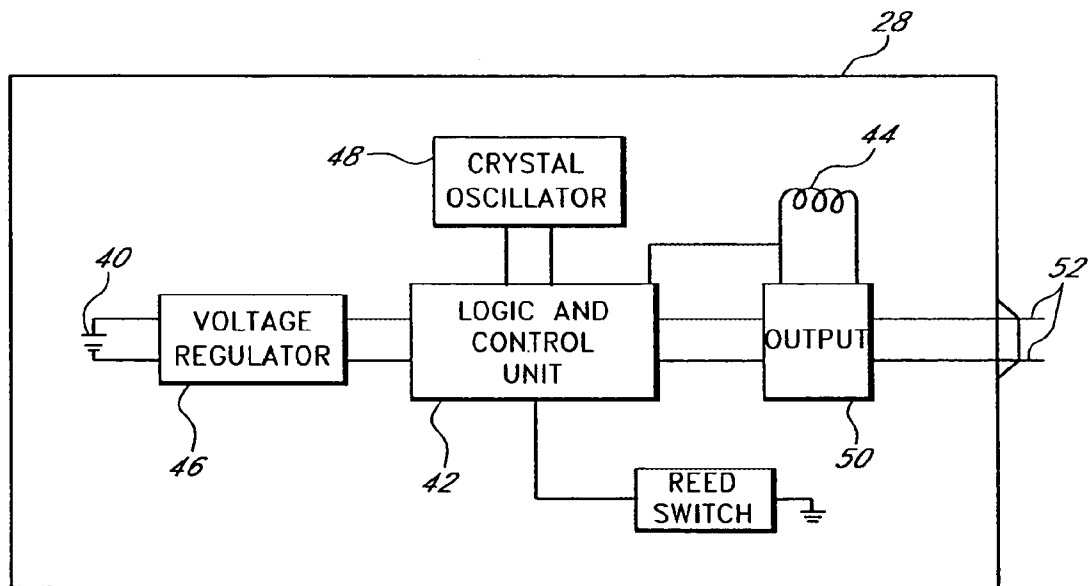 28
48
CRYSTAL
OSCILLATOR
44
40
52
VOLTAGE
REGULATOR
LOGIC AND
CONTROL
UNIT
OUTPUT
46
42
50
REED
SWITCH